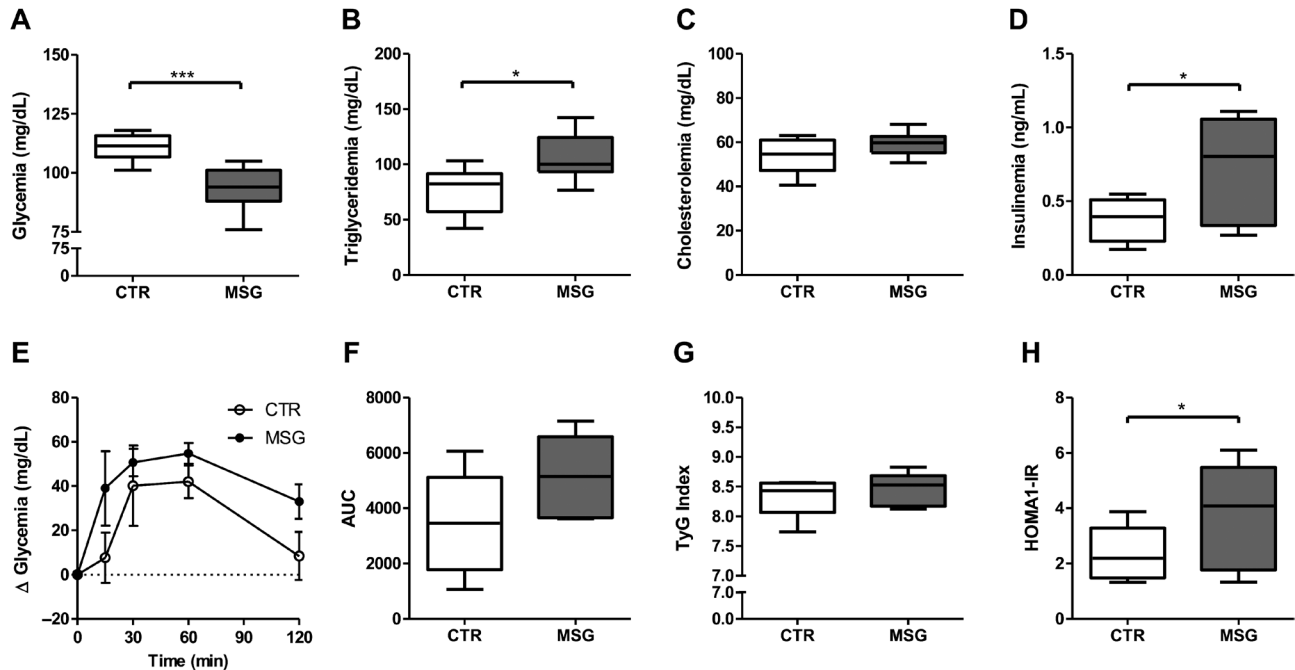 A
Glycemia (mg/dL)
150
125
100
75
75
0
***
CTR
MSG
B
Triglyceridemia (mg/dL)
200
150
100
50
0
*
CTR
MSG
C
Cholesterolemia (mg/dL)
100
80
60
40
20
0
CTR
MSG
D
Insulinemia (ng/mL)
1.5
1.0
0.5
0.0
*
CTR
MSG
E
Δ Glycemia (mg/dL)
80
60
40
20
0
−20
CTR
MSG
0
30
60
90
120
Time (min)
F
AUC
8000
6000
4000
2000
0
CTR
MSG
G
TyG Index
10.0
9.5
9.0
8.5
8.0
7.5
7.0
7.0
0.0
CTR
MSG
H
HOMA1-IR
8
6
4
2
0
*
CTR
MSG